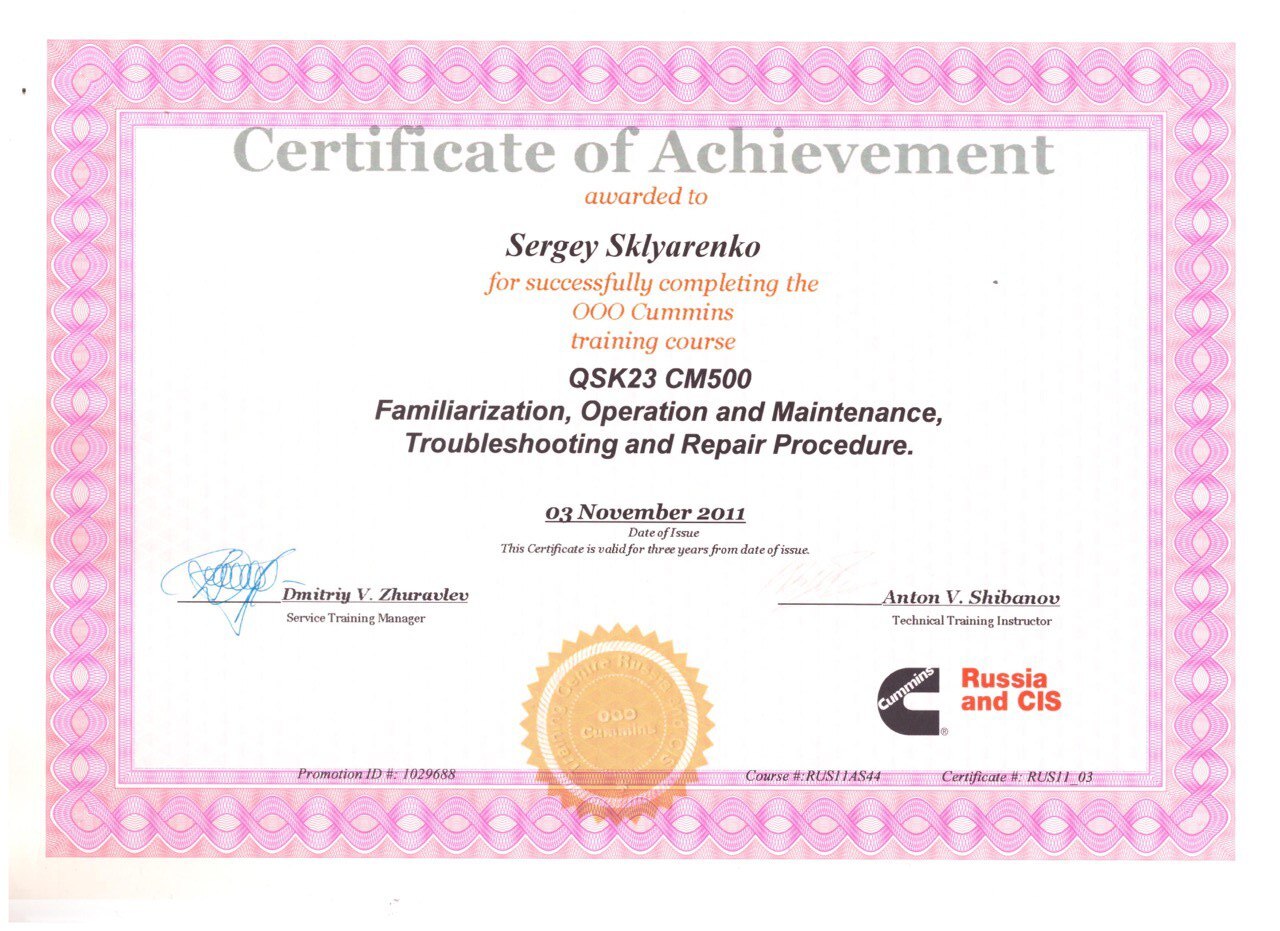 Certificate of Achievement
awarded to
Sergey Sklyarenko
for successfully completing the
OOO Cummins
training course
QSK23 CM500
Familiarization, Operation and Maintenance,
Troubleshooting and Repair Procedure.
03 November 2011
Date of Issue
This Certificate is valid for three years from date of issue.
Dmitriy V. Zhuravlev
Service Training Manager
Anton V. Shibanov
Technical Training Instructor
Training Centre Russia
OOO
Cummins
Cummins
®
Russia
and CIS
Promotion ID #: 1029688
Course #:RUS11AS44
Certificate #: RUS11_03